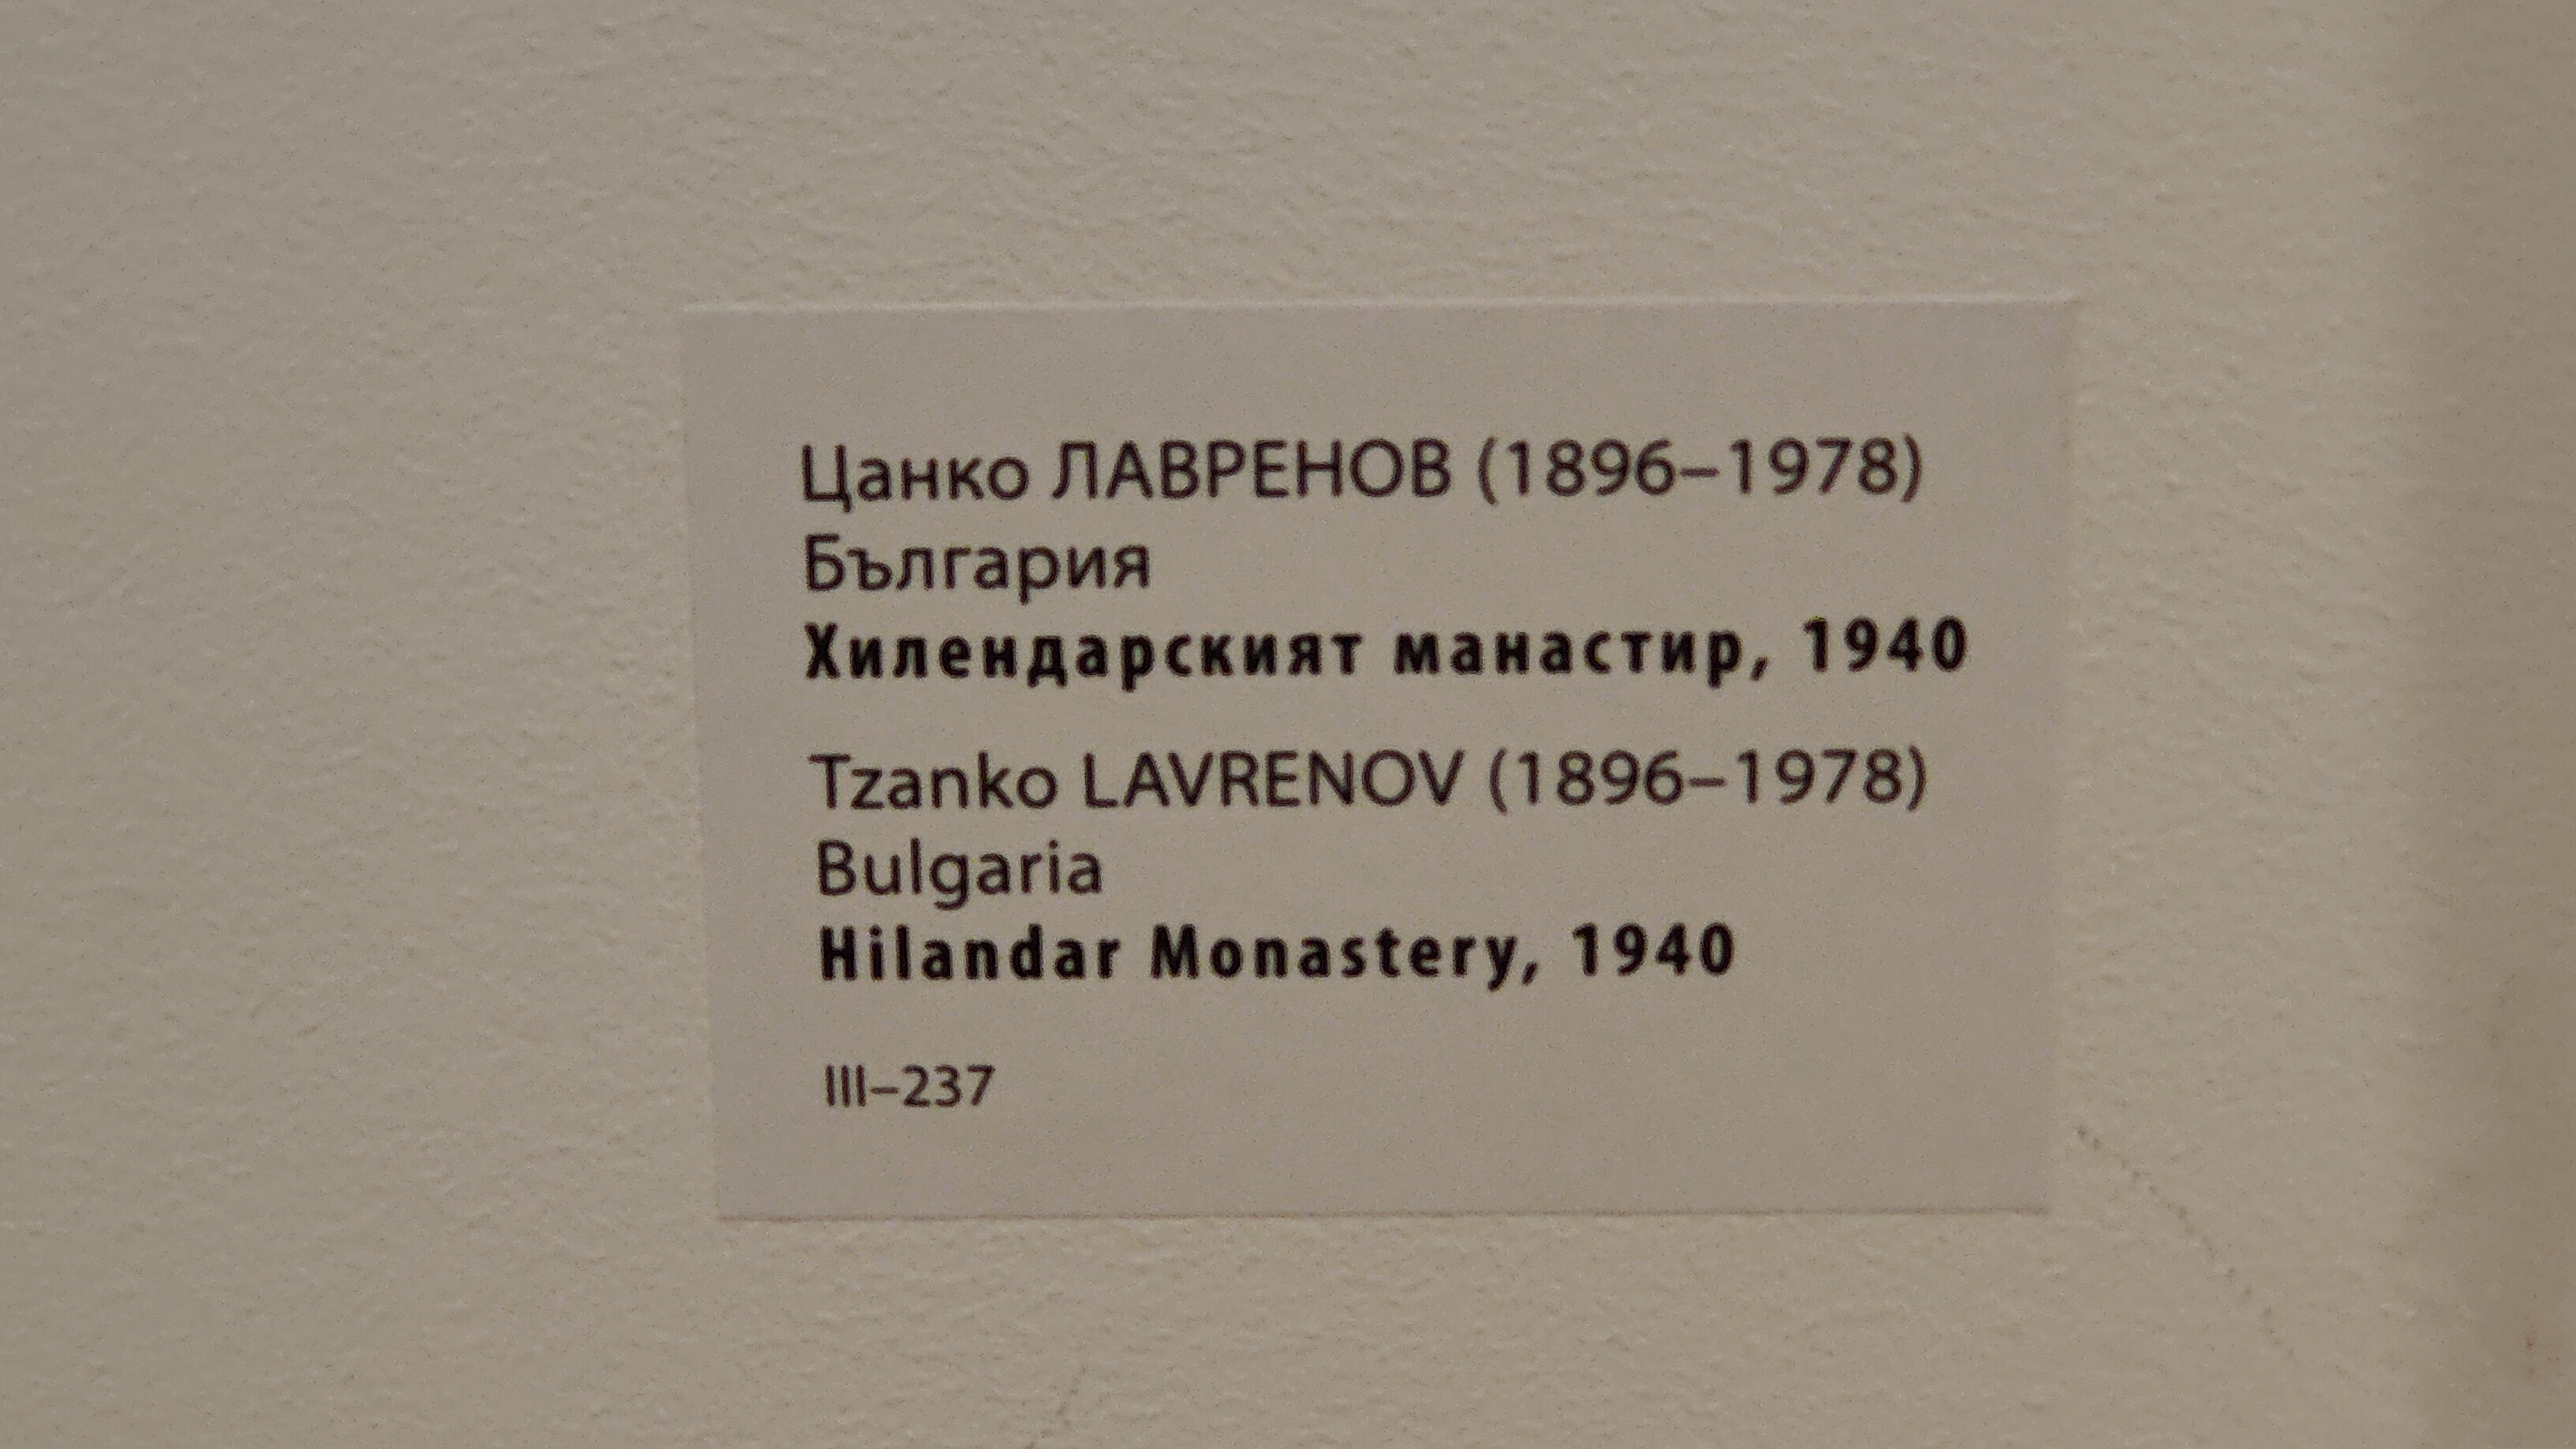 Цанко ЛАВРЕНОВ (1896–1978)
България
Хилендарският манастир, 1940
Tzanko LAVRENOV (1896–1978)
Bulgaria
Hilandar Monastery, 1940
III–237